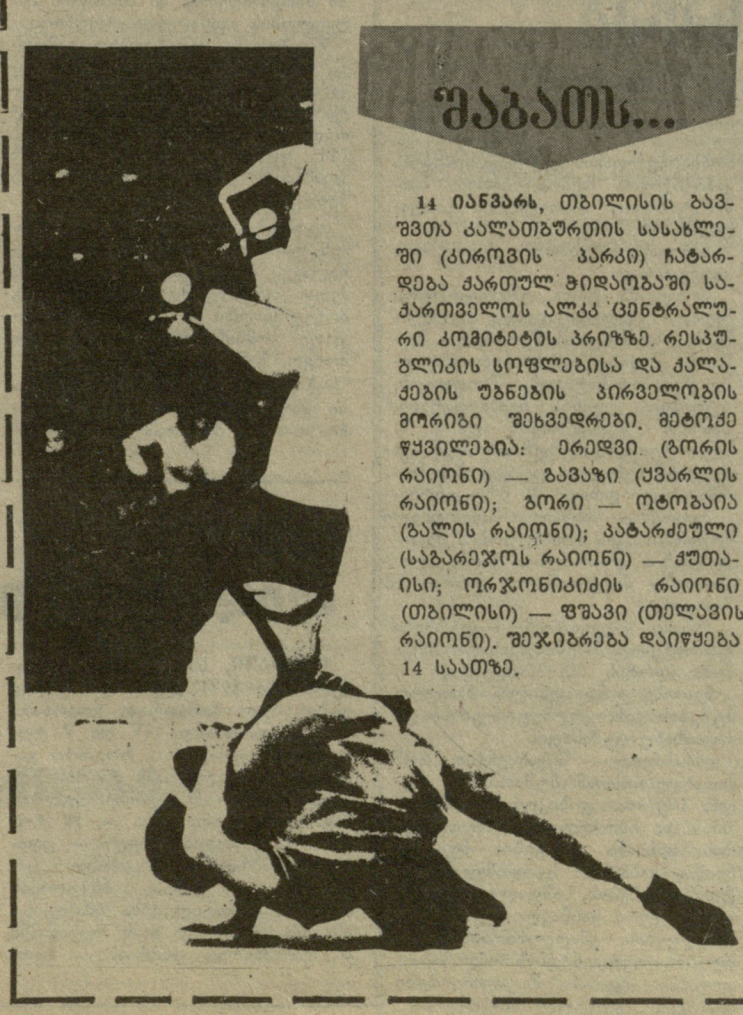 შაბათს...
14 იანვარს, თბილისის ბავ-
შვთა კალათბურთის სასახლე-
ში (კიროვის პარკი) ჩატარ-
დება ქართულ ჭიდაობაში სა-
ქართველოს ალკკ ცენტრალუ-
რი კომიტეტის პრიზზე რესპუ-
ბლიკის სოფლებისა და ქალა-
ქების უბნების პირველობის
მორიგი შეხვედრები. მეტოქე
წყვილებია: ერედვი (გორის
რაიონი) — გავაზი (ყვარლის
რაიონი); გორი — ოტობაია
(გალის რაიონი); პატარძეული
(საგარეჯოს რაიონი) — ქუთა-
ისი; ორჯონიკიძის რაიონი
(თბილისი) — ფშავი (თელავის
რაიონი). შეჯიბრება დაიწყება
14 საათზე.